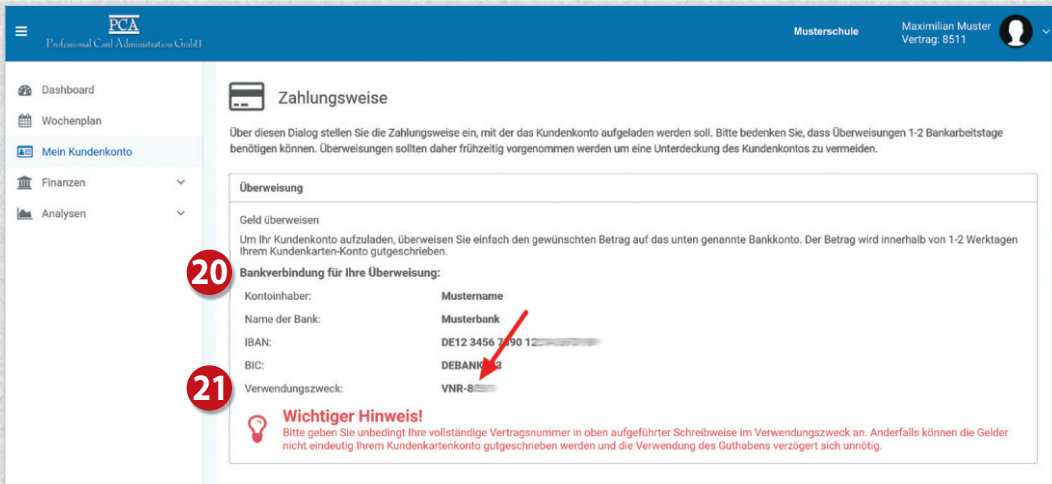 PCA
Professional Card Administration GmbH
Musterschule
Maximilian Muster
Vertrag: 8511
Dashboard
Wochenplan
Mein Kundenkonto
Finanzen
Analysen
Zahlungsweise
Über diesen Dialog stellen Sie die Zahlungsweise ein, mit der das Kundenkonto aufgeladen werden soll. Bitte bedenken Sie, dass Überweisungen 1-2 Bankarbeitstage
benötigen können. Überweisungen sollten daher frühzeitig vorgenommen werden um eine Unterdeckung des Kundenkontos zu vermeiden.
Überweisung
Geld überweisen
Um Ihr Kundenkonto aufzuladen, überweisen Sie einfach den gewünschten Betrag auf das unten genannte Bankkonto. Der Betrag wird innerhalb von 1-2 Werktagen
Ihrem Kundenkarten-Konto gutgeschrieben.
20 Bankverbindung für Ihre Überweisung:
Kontoinhaber: Mustername
Name der Bank: Musterbank
IBAN: DE12 3456
BIC:
21 Verwendungszweck: VNR-8
Wichtiger Hinweis!
Bitte geben Sie unbedingt Ihre vollständige Vertragsnummer in oben aufgeführter Schreibweise im Verwendungszweck an. Anderfalls können die Gelder
nicht eindeutig Ihrem Kundenkartenkonto gutgeschrieben werden und die Verwendung des Guthabens verzögert sich unnötig.